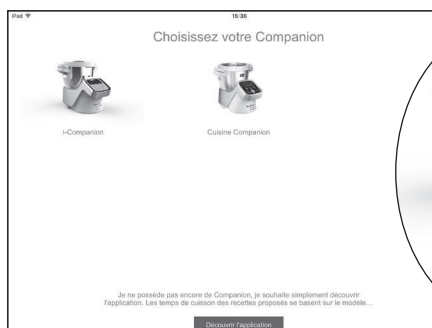 iPad
15:36
Choisissez votre Companion
i-Companion
Cuisine Companion
Je ne possède pas encore de Companion, je souhaite simplement découvrir
l'application. Les temps de cuisson des recettes proposés se basent sur le modèle...
Découvrir l'application